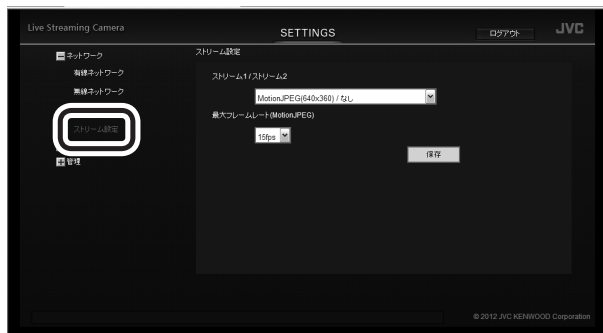 Live Streaming Camera
SETTINGS
ログアウト
JVC
ネットワーク
有線ネットワーク
無線ネットワーク
ストリーム設定
管理
ストリーム設定
ストリーム1/ストリーム2
MotionJPEG(640x360) / なし
最大フレームレート(MotionJPEG)
15fps
保存
© 2012 JVC KENWOOD Corporation